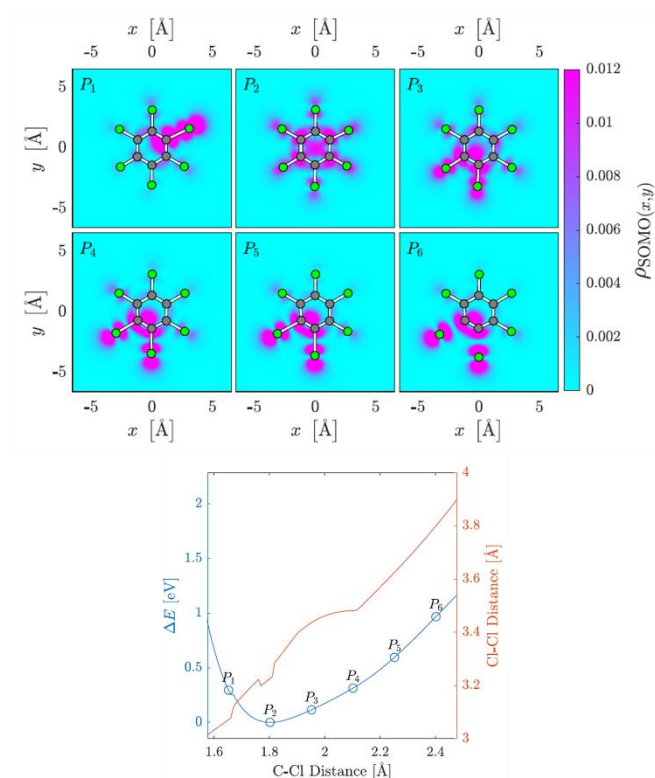 x [Å] x [Å] x [Å]
-5 0 5 -5 0 5 -5 0 5
P1 P2 P3
5
0
-5
y [Å]
P4 P5 P6
5
0
-5
y [Å]
-5 0 5 -5 0 5 -5 0 5
x [Å] x [Å] x [Å]
0.012
0.01
0.008
0.006
0.004
0.002
0
ρSOMO(x,y)
2
1.5
1
0.5
0
ΔE [eV]
P1 P2 P3 P4 P5 P6
4
3.8
3.6
3.4
3.2
3
Cl-Cl Distance [Å]
1.6 1.8 2 2.2 2.4
C-Cl Distance [Å]